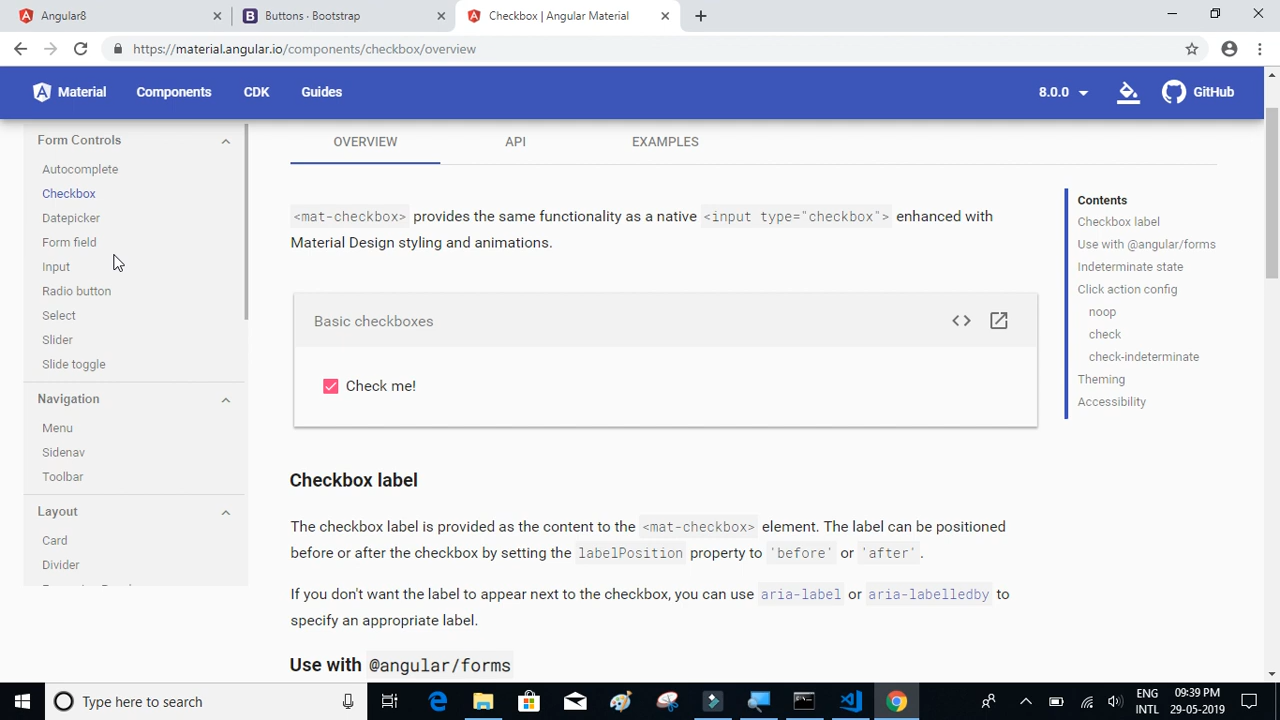 Angular8
Buttons · Bootstrap
Checkbox | Angular Material
https://material.angular.io/components/checkbox/overview
Material
Components
CDK
Guides
8.0.0
GitHub
Form Controls
Autocomplete
Checkbox
Datepicker
Form field
Input
Radio button
Select
Slider
Slide toggle
Navigation
Menu
Sidenav
Toolbar
Layout
Card
Divider
OVERVIEW
API
EXAMPLES
<mat-checkbox> provides the same functionality as a native <input type="checkbox"> enhanced with
Material Design styling and animations.
Basic checkboxes
Check me!
Checkbox label
The checkbox label is provided as the content to the <mat-checkbox> element. The label can be positioned
before or after the checkbox by setting the labelPosition property to 'before' or 'after'.
If you don't want the label to appear next to the checkbox, you can use aria-label or aria-labelledby to
specify an appropriate label.
Use with @angular/forms
Contents
Checkbox label
Use with @angular/forms
Indeterminate state
Click action config
noop
check
check-indeterminate
Theming
Accessibility
Type here to search
ENG
INTL
09:39 PM
29-05-2019